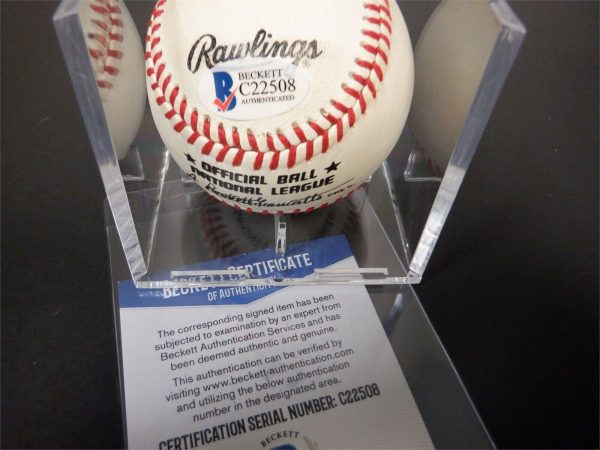 Rawlings
BECKETT
C22508
AUTHENTICATED
OFFICIAL BALL
NATIONAL LEAGUE
CERTIFICATE
OF
The corresponding signed item has been
subjected to examination by an expert from
Beckett Authentication Services and has
been deemed authentic and genuine.
This authentication can be verified by
visiting www.beckett-authentication.com
and utilizing the below authentication
number in the designated area.
CERTIFICATION SERIAL NUMBER: C22508
BECKETT